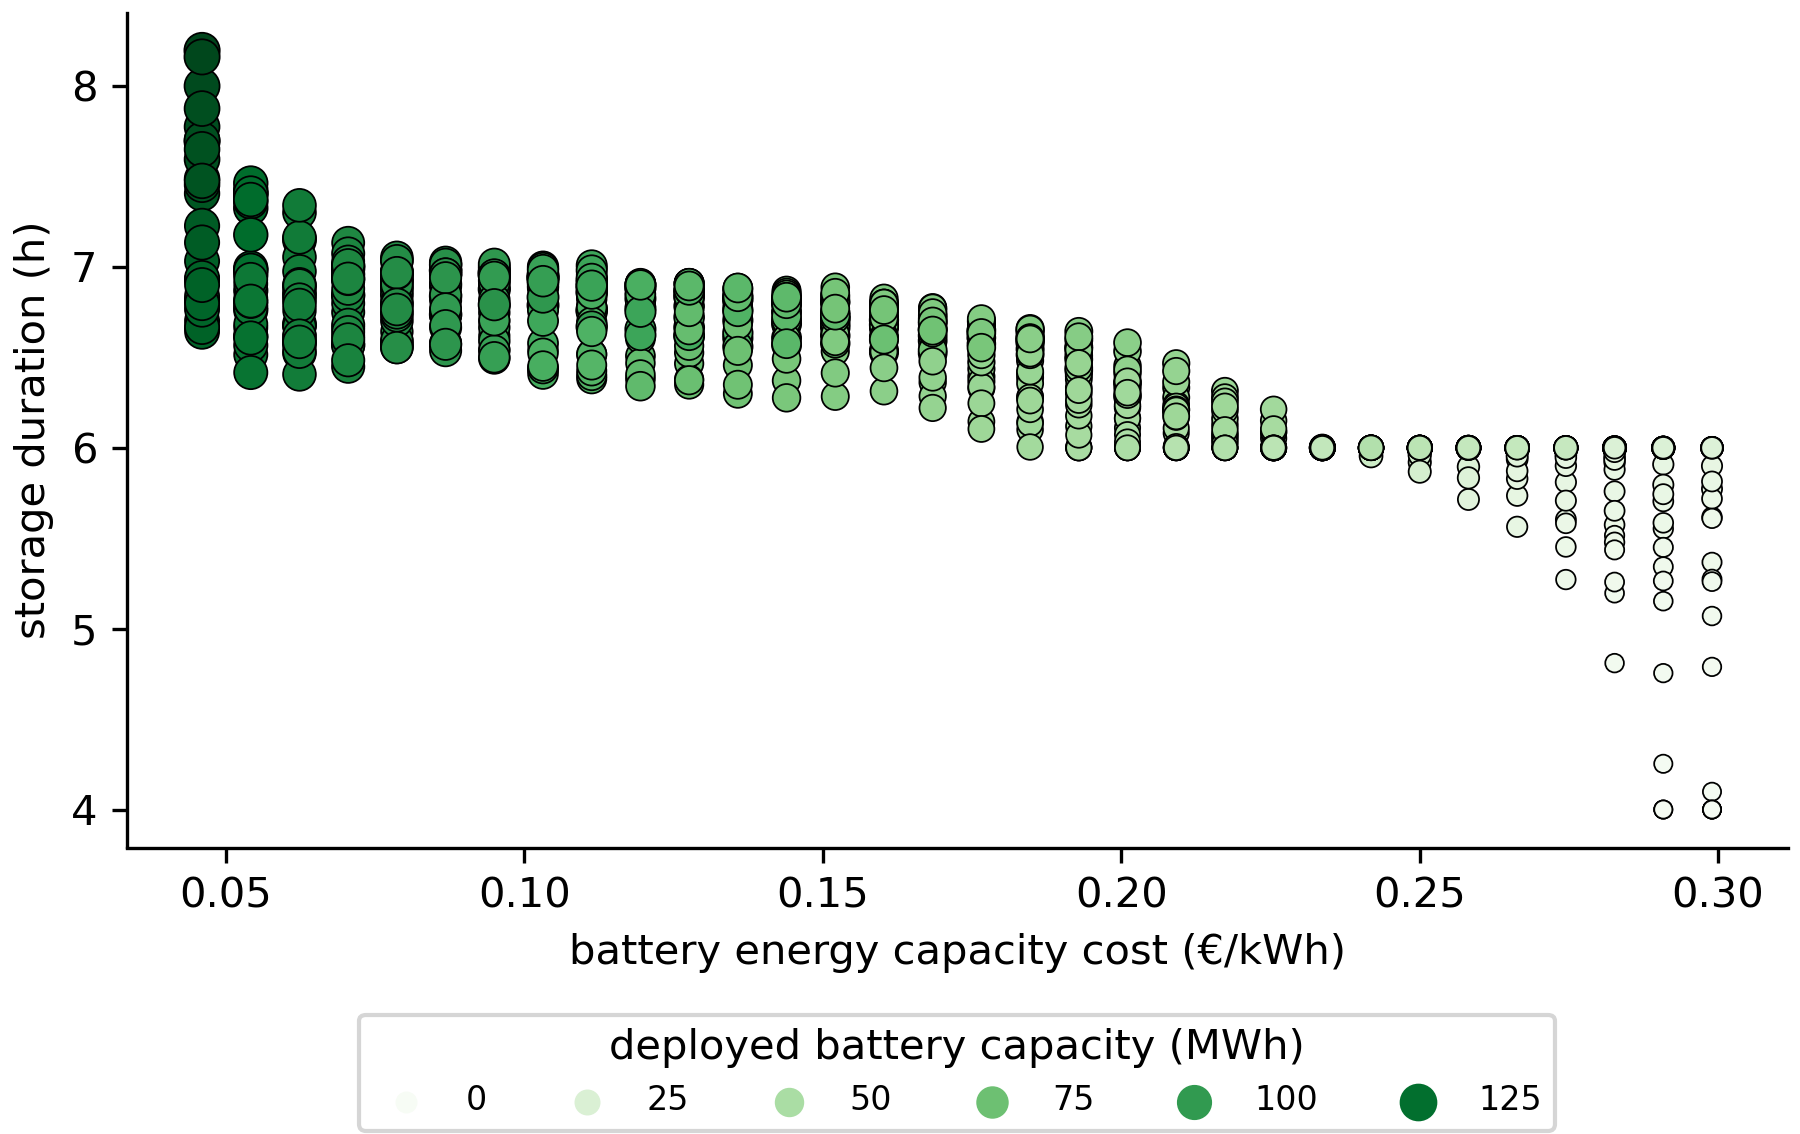 8
7
6
5
4
storage duration (h)
0.05 0.10 0.15 0.20 0.25 0.30
battery energy capacity cost (€/kWh)
deployed battery capacity (MWh)
0 25 50 75 100 125